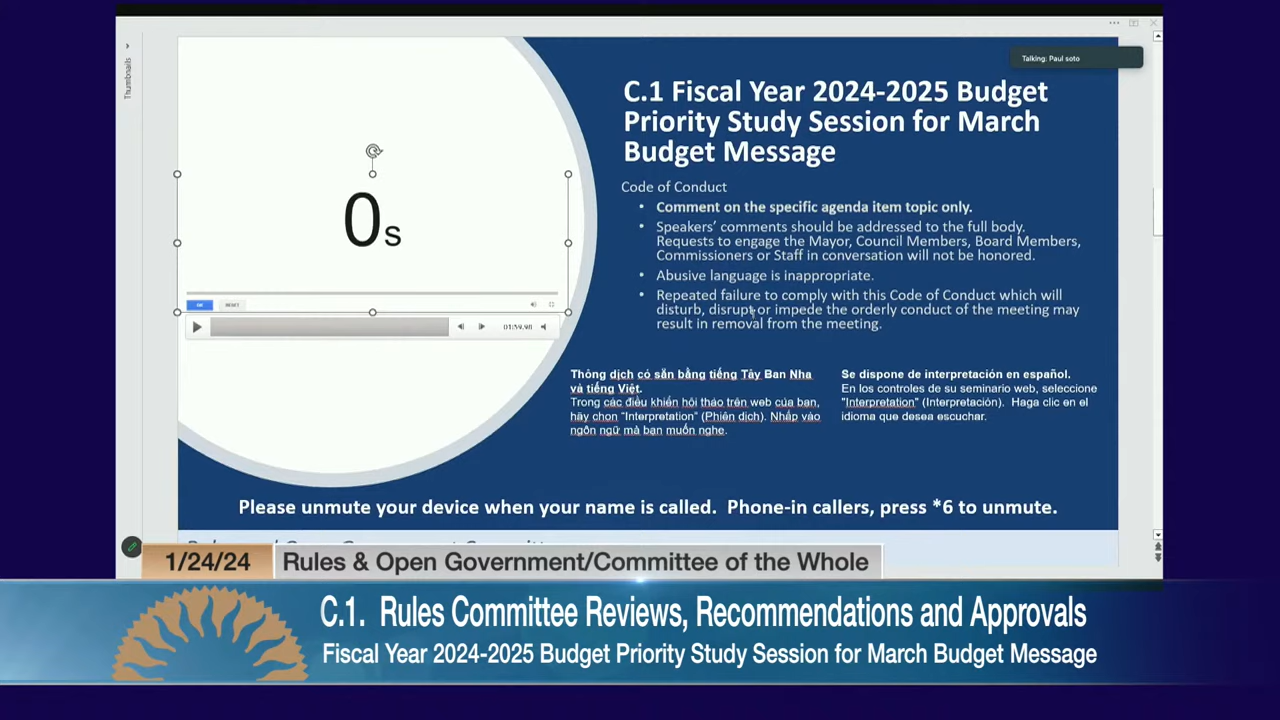 Thumbnails
Talking: Paul soto
C.1 Fiscal Year 2024-2025 Budget
Priority Study Session for March
Budget Message
0s
Code of Conduct
• Comment on the specific agenda item topic only.
• Speakers' comments should be addressed to the full body.
Requests to engage the Mayor, Council Members, Board Members,
Commissioners or Staff in conversation will not be honored.
• Abusive language is inappropriate.
• Repeated failure to comply with this Code of Conduct which will
disturb, disrupt or impede the orderly conduct of the meeting may
result in removal from the meeting.
RESET
01:59.98
Thông dịch có sẵn bằng tiếng Tây Ban Nha
và tiếng Việt.
Trong các điều khiển hội thảo trên web của bạn,
hãy chọn "Interpretation" (Phiên dịch). Nhấp vào
ngôn ngữ mà bạn muốn nghe.
Se dispone de interpretación en español.
En los controles de su seminario web, seleccione
"Interpretation" (Interpretación). Haga clic en el
idioma que desea escuchar.
Please unmute your device when your name is called. Phone-in callers, press *6 to unmute.
1/24/24
Rules & Open Government/Committee of the Whole
C.1. Rules Committee Reviews, Recommendations and Approvals
Fiscal Year 2024-2025 Budget Priority Study Session for March Budget Message